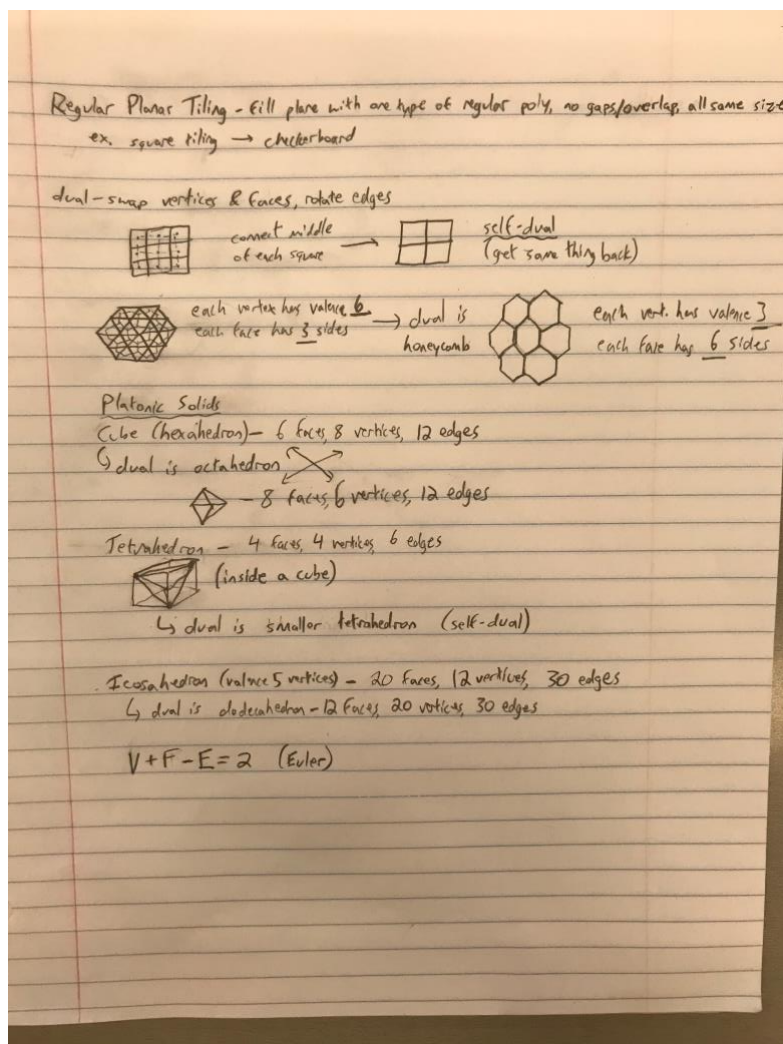 Regular Planar Tiling - fill plane with one type of regular poly, no gaps/overlap, all same size
ex. square tiling → checkerboard
dual - swap vertices & faces, rotate edges
connect middle
of each square
→
self-dual
(get same thing back)
each vertex has valence 6
each face has 3 sides
→ dual is
honeycomb
each vert. has valence 3
each face has 6 sides
Platonic Solids
Cube (hexahedron) - 6 faces, 8 vertices, 12 edges
↳ dual is octahedron
- 8 faces, 6 vertices, 12 edges
Tetrahedron - 4 faces, 4 vertices, 6 edges
(inside a cube)
↳ dual is smaller tetrahedron (self-dual)
Icosahedron (valnce 5 vertices) - 20 faces, 12 vertices, 30 edges
↳ dual is dodecahedron - 12 faces, 20 vertices, 30 edges
V + F - E = 2 (Euler)